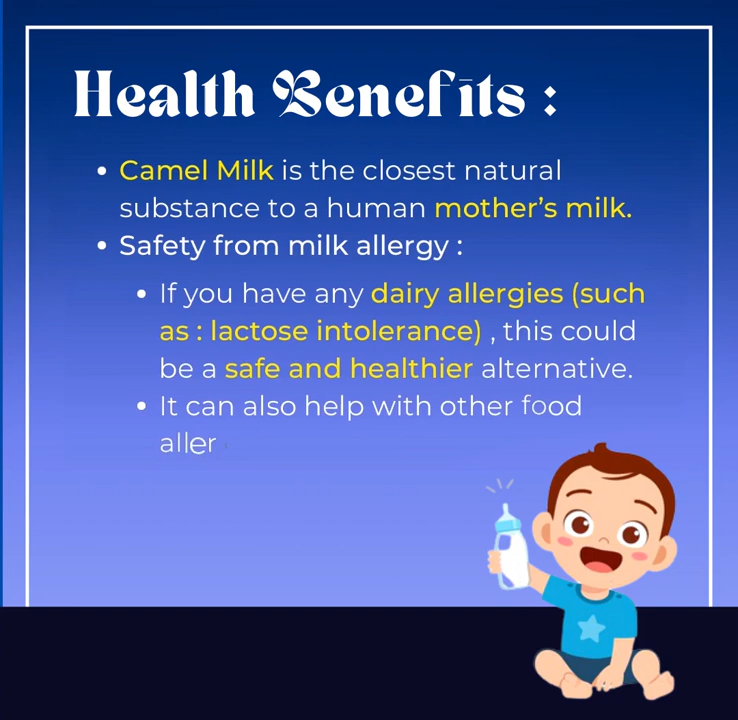 Health Benefits :
• Camel Milk is the closest natural
substance to a human mother's milk.
• Safety from milk allergy :
• If you have any dairy allergies (such
as : lactose intolerance) , this could
be a safe and healthier alternative.
• It can also help with other food
aller